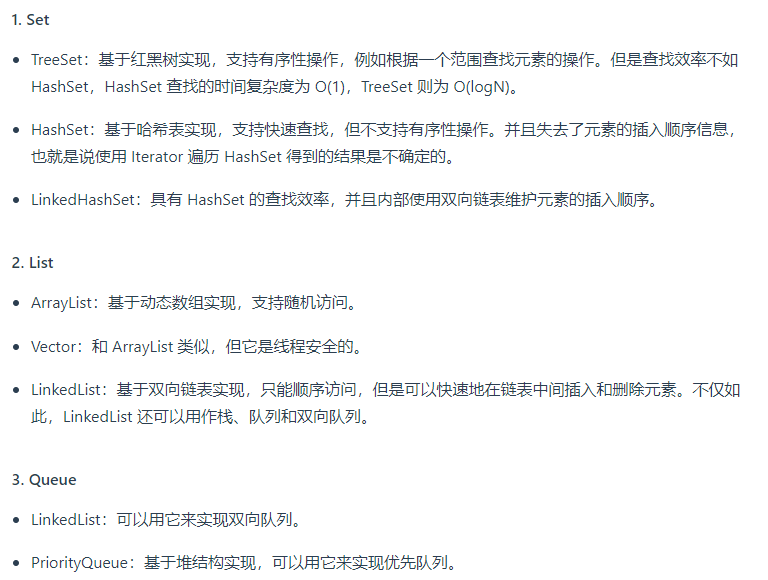 1. Set
TreeSet：基于红黑树实现，支持有序性操作，例如根据一个范围查找元素的操作。但是查找效率不如
HashSet，HashSet 查找的时间复杂度为 O(1)，TreeSet 则为 O(logN)。
HashSet：基于哈希表实现，支持快速查找，但不支持有序性操作。并且失去了元素的插入顺序信息，
也就是说使用 Iterator 遍历 HashSet 得到的结果是不确定的。
LinkedHashSet：具有 HashSet 的查找效率，并且内部使用双向链表维护元素的插入顺序。
2. List
ArrayList：基于动态数组实现，支持随机访问。
Vector：和 ArrayList 类似，但它是线程安全的。
LinkedList：基于双向链表实现，只能顺序访问，但是可以快速地在链表中间插入和删除元素。不仅如
此，LinkedList 还可以用作栈、队列和双向队列。
3. Queue
LinkedList：可以用它来实现双向队列。
PriorityQueue：基于堆结构实现，可以用它来实现优先队列。